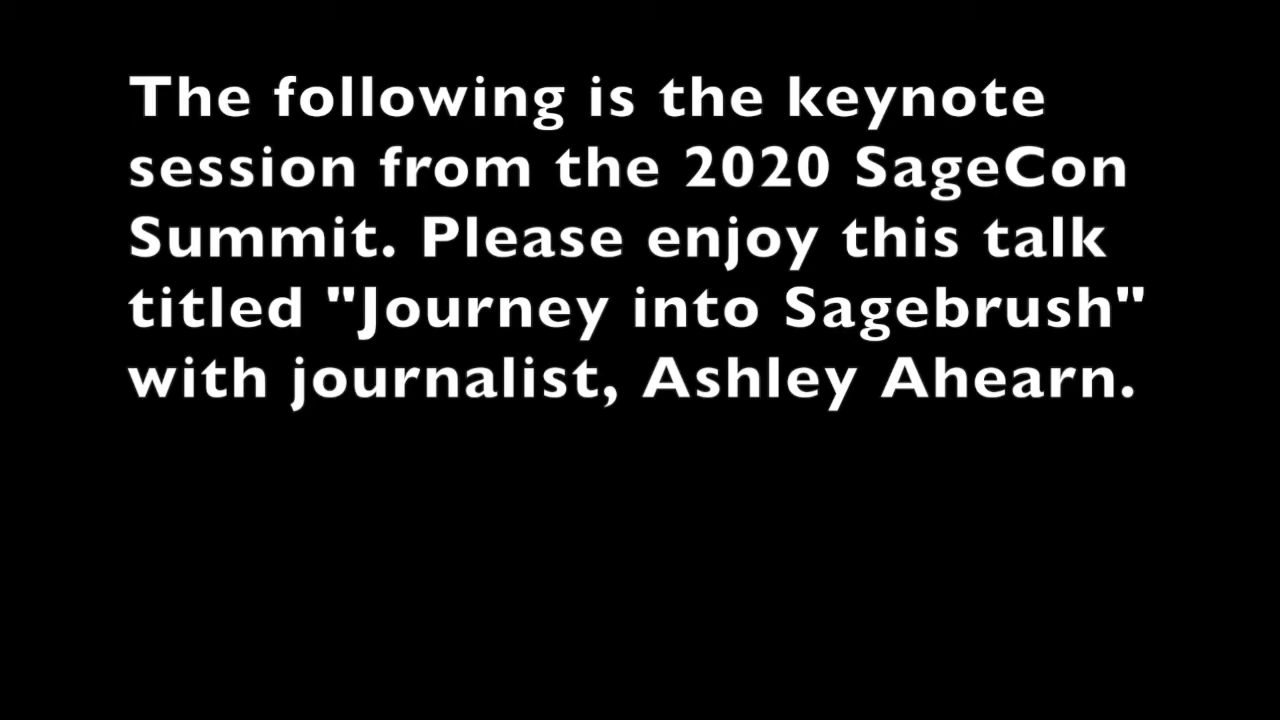 The following is the keynote
session from the 2020 SageCon
Summit. Please enjoy this talk
titled "Journey into Sagebrush"
with journalist, Ashley Ahearn.